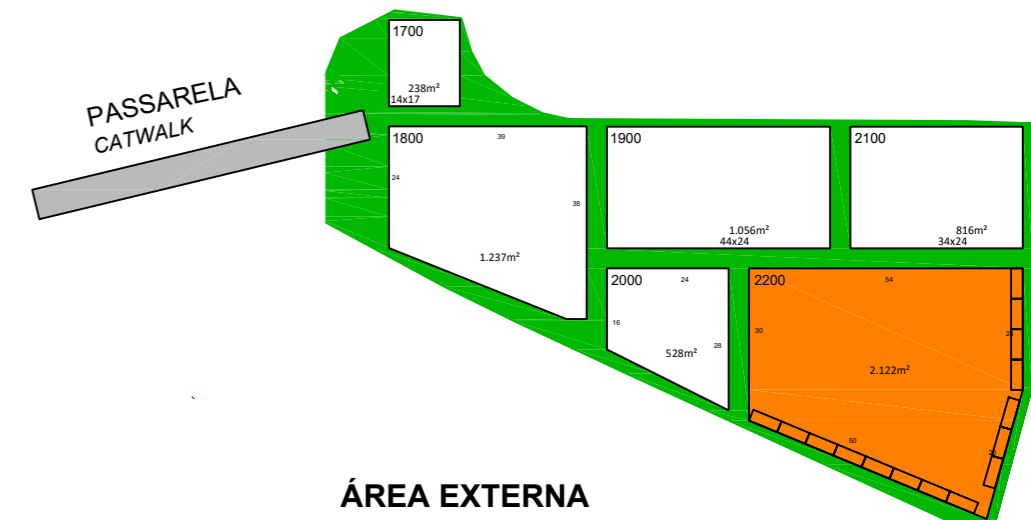 1700
238m²
14x17
PASSARELA
CATWALK
1800
39
24
38
1.237m²
1900
1.056m²
44x24
2100
816m²
34x24
2000
24
16
28
528m²
2200
54
30
2.122m²
50
ÁREA EXTERNA